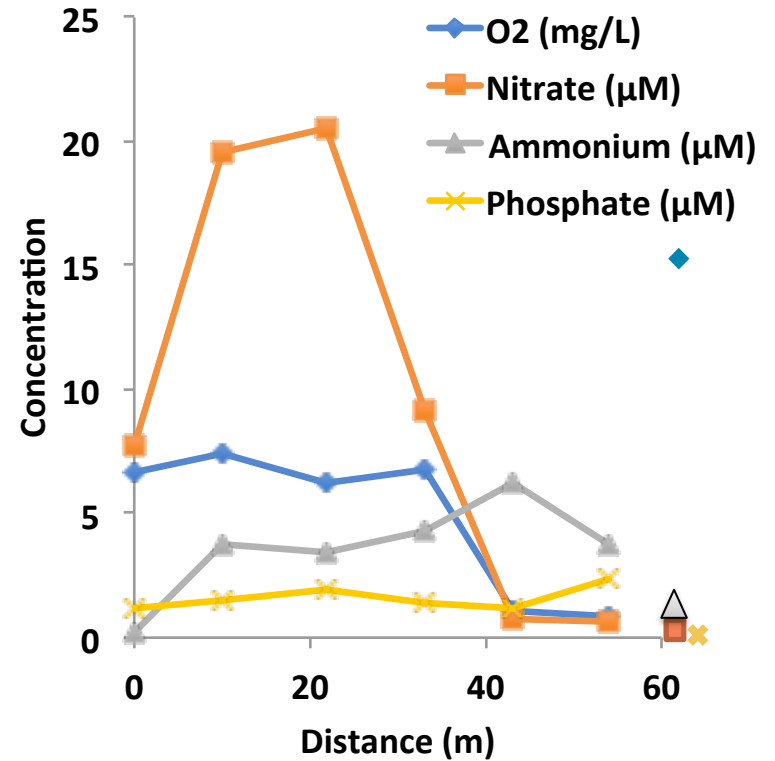 25
20
15
10
5
0
Concentration
O2 (mg/L)
Nitrate (µM)
Ammonium (µM)
Phosphate (µM)
0 20 40 60
Distance (m)